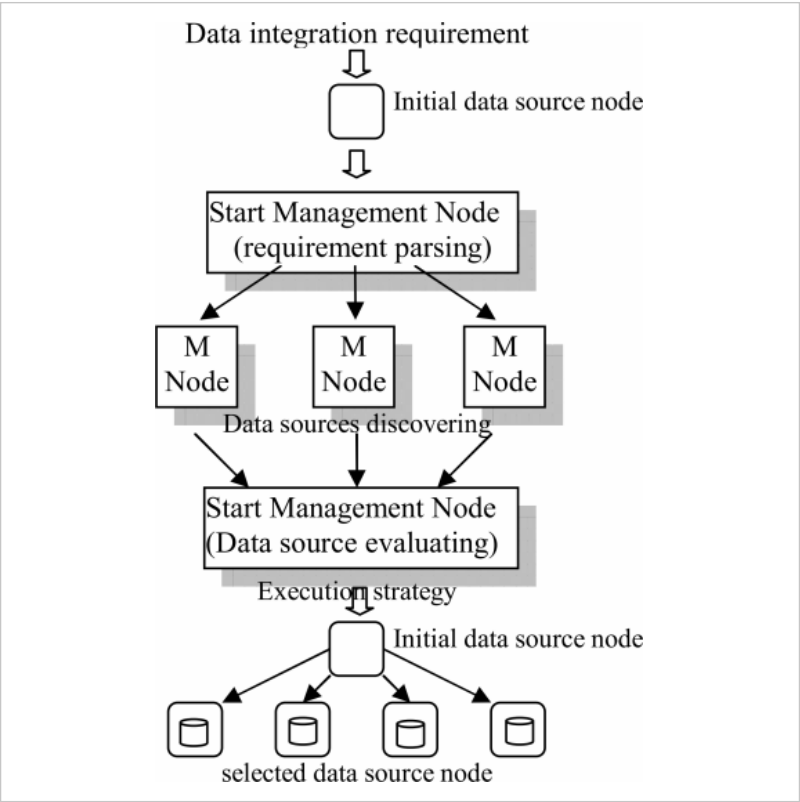 Data integration requirement
Initial data source node
Start Management Node
(requirement parsing)
M
Node
M
Node
M
Node
Data sources discovering
Start Management Node
(Data source evaluating)
Execution strategy
Initial data source node
selected data source node